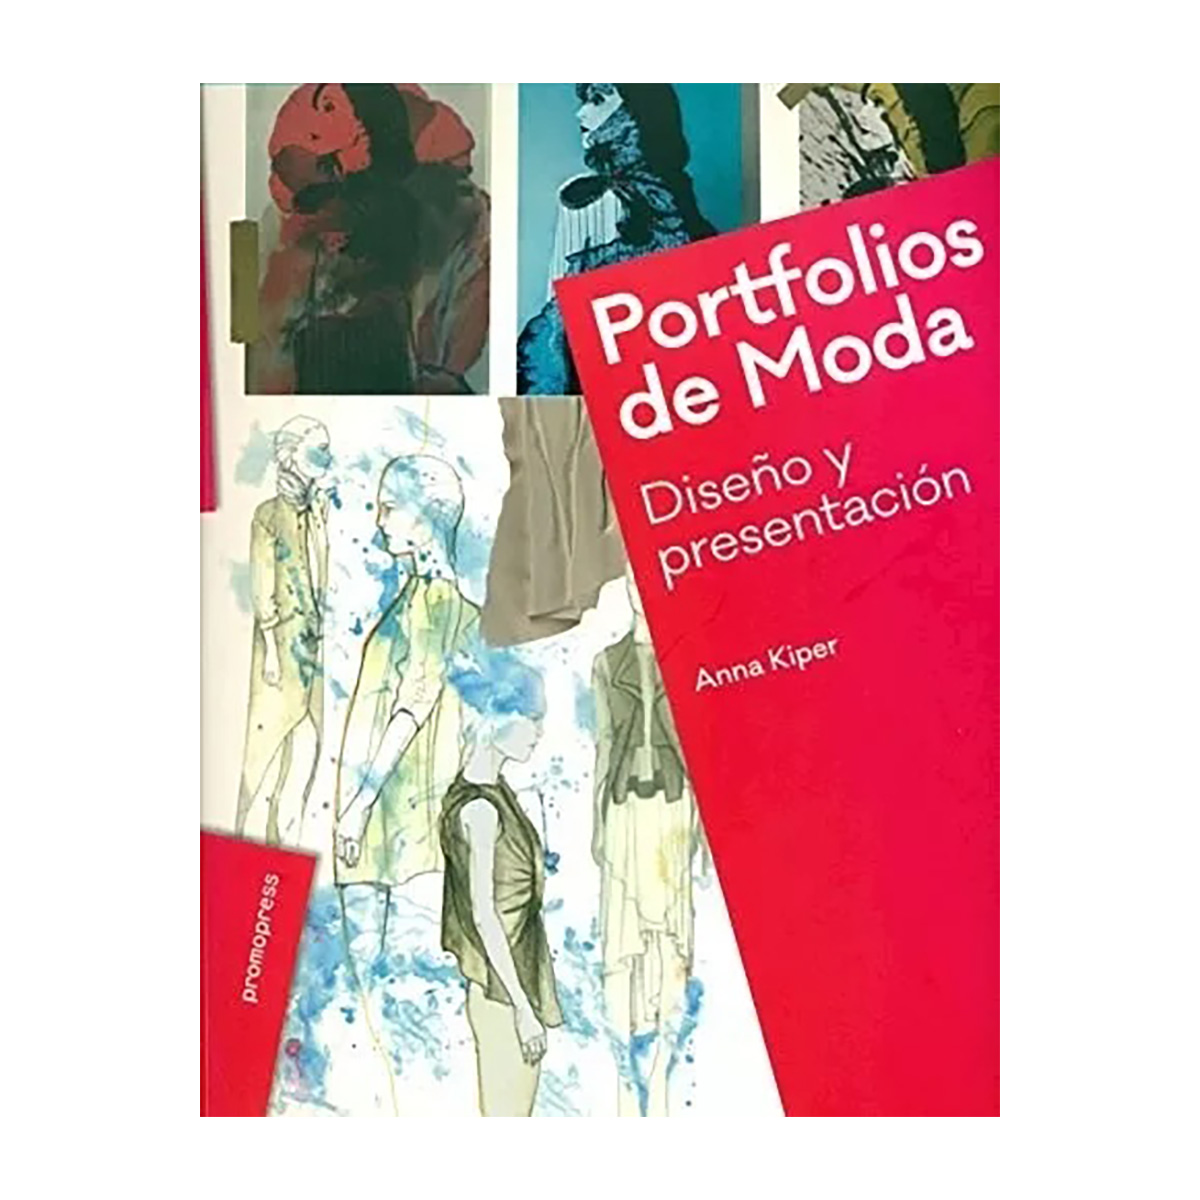 Portfolios
de Moda
Diseño y
presentación
Anna Kiper
promopress